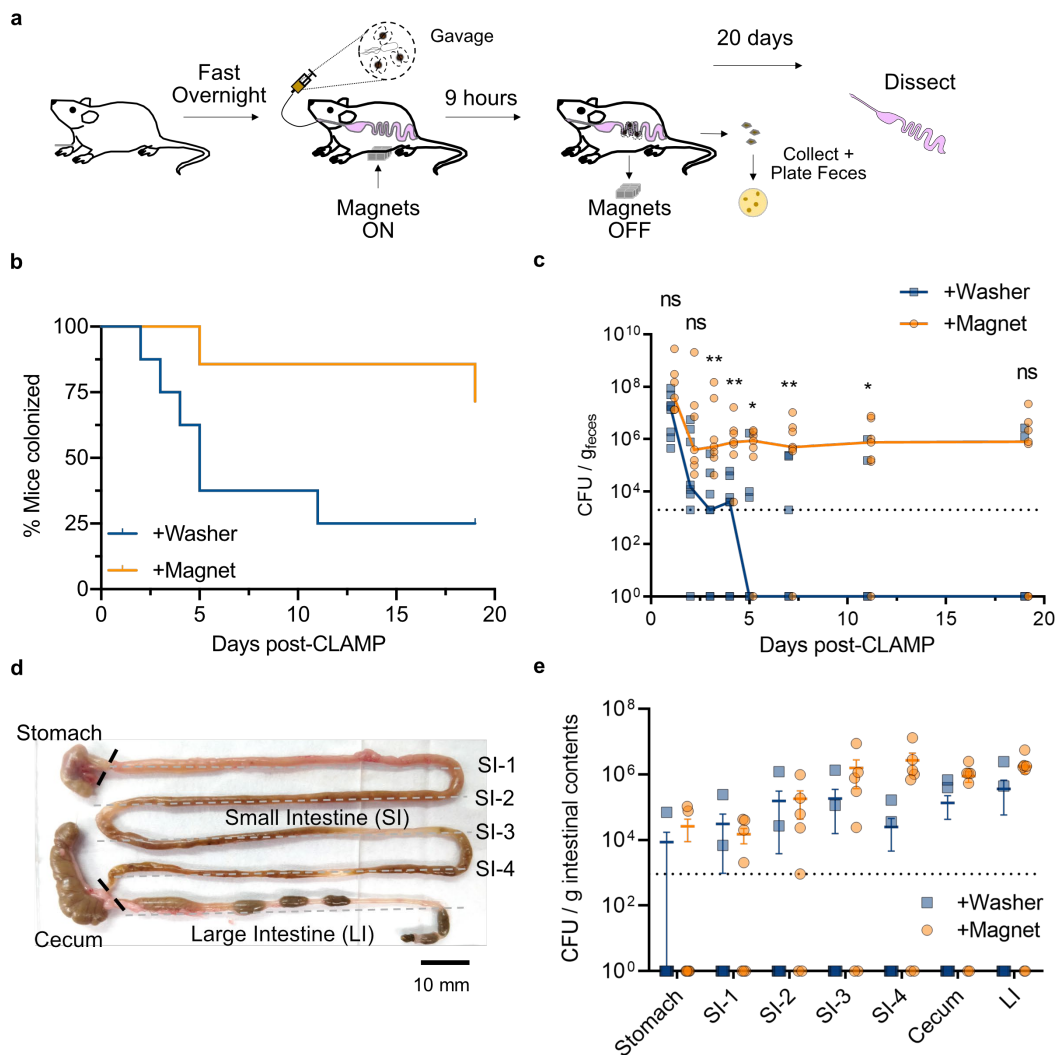 a
Gavage
20 days
Fast
Overnight
9 hours
Dissect
Collect +
Plate Feces
Magnets
ON
Magnets
OFF
b
% Mice colonized
100
75
50
25
0
+Washer
+Magnet
0
5
10
15
20
Days post-CLAMP
c
+Washer
+Magnet
ns
ns
**
**
*
**
*
ns
CFU / gfeces
10^10
10^8
10^6
10^4
10^2
10^0
0
5
10
15
20
Days post-CLAMP
d
Stomach
SI-1
SI-2
Small Intestine (SI)
SI-3
SI-4
Cecum
Large Intestine (LI)
10 mm
e
CFU / g intestinal contents
10^8
10^6
10^4
10^2
10^0
+Washer
+Magnet
Stomach
SI-1
SI-2
SI-3
SI-4
Cecum
LI